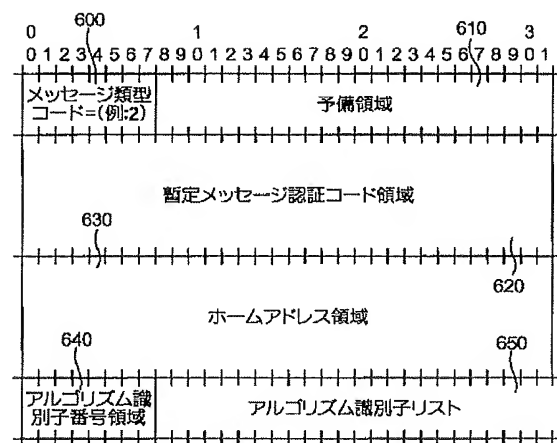 600
610
0 1 2 3
0 1 2 3 4 5 6 7 8 9 0 1 2 3 4 5 6 7 8 9 0 1 2 3 4 5 6 7 8 9 0 1
メッセージ類型
コード=(例:2)
予備領域
暫定メッセージ認証コード領域
630
620
ホームアドレス領域
640
650
アルゴリズム識
別子番号領域
アルゴリズム識別子リスト